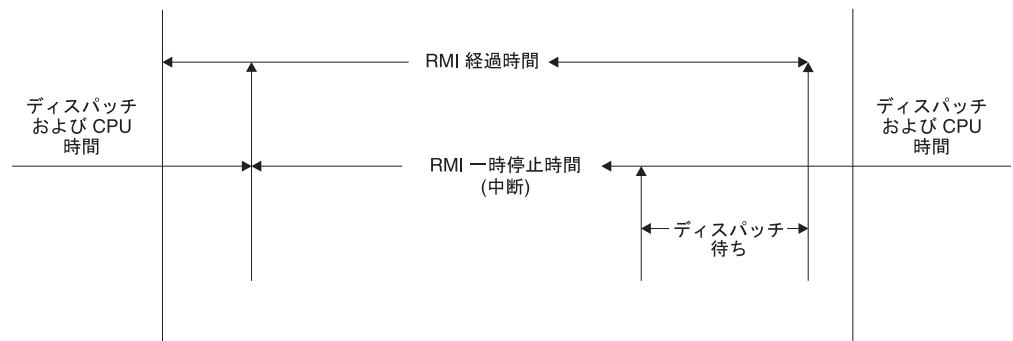 RMI 経過時間
ディスパッチ
および CPU
時間
ディスパッチ
および CPU
時間
RMI 一時停止時間
(中断)
ディスパッチ
待ち